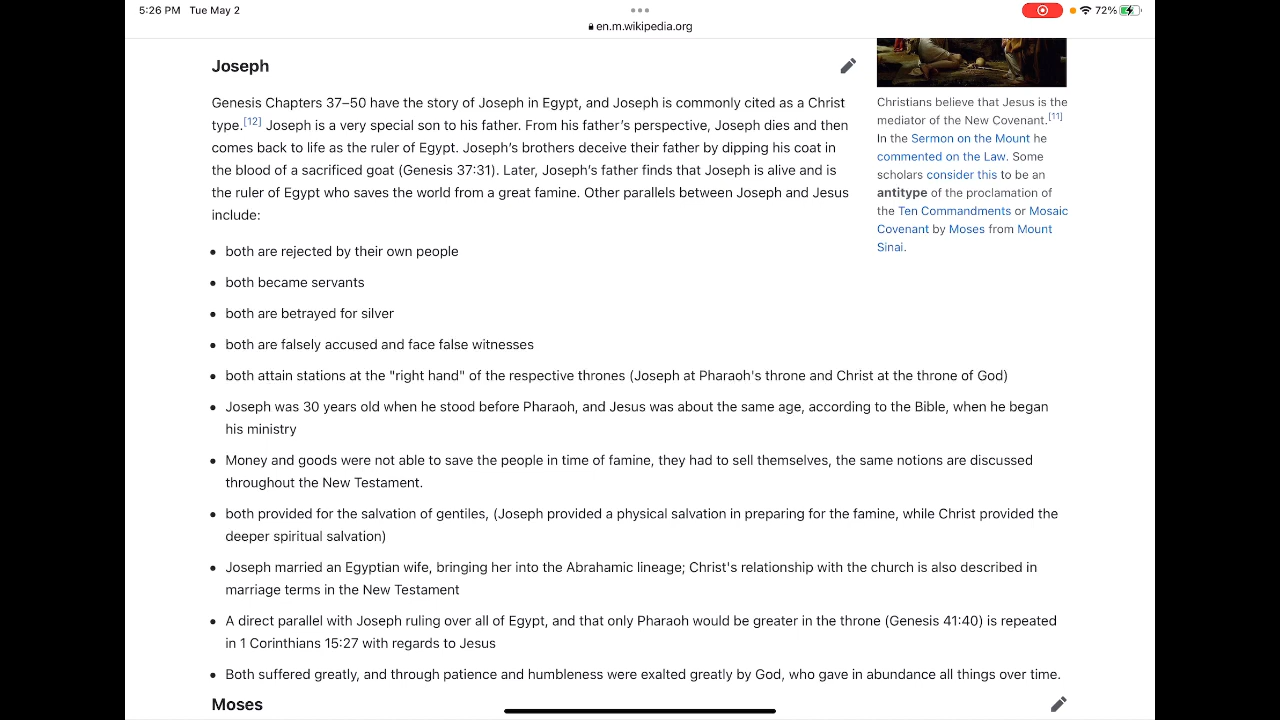 5:26 PM Tue May 2
72%
en.m.wikipedia.org
Joseph
Genesis Chapters 37–50 have the story of Joseph in Egypt, and Joseph is commonly cited as a Christ
type.[12] Joseph is a very special son to his father. From his father’s perspective, Joseph dies and then
comes back to life as the ruler of Egypt. Joseph’s brothers deceive their father by dipping his coat in
the blood of a sacrificed goat (Genesis 37:31). Later, Joseph’s father finds that Joseph is alive and is
the ruler of Egypt who saves the world from a great famine. Other parallels between Joseph and Jesus
include:
• both are rejected by their own people
• both became servants
• both are betrayed for silver
• both are falsely accused and face false witnesses
• both attain stations at the "right hand" of the respective thrones (Joseph at Pharaoh's throne and Christ at the throne of God)
• Joseph was 30 years old when he stood before Pharaoh, and Jesus was about the same age, according to the Bible, when he began
his ministry
• Money and goods were not able to save the people in time of famine, they had to sell themselves, the same notions are discussed
throughout the New Testament.
• both provided for the salvation of gentiles, (Joseph provided a physical salvation in preparing for the famine, while Christ provided the
deeper spiritual salvation)
• Joseph married an Egyptian wife, bringing her into the Abrahamic lineage; Christ's relationship with the church is also described in
marriage terms in the New Testament
• A direct parallel with Joseph ruling over all of Egypt, and that only Pharaoh would be greater in the throne (Genesis 41:40) is repeated
in 1 Corinthians 15:27 with regards to Jesus
• Both suffered greatly, and through patience and humbleness were exalted greatly by God, who gave in abundance all things over time.
Christians believe that Jesus is the
mediator of the New Covenant.[11]
In the Sermon on the Mount he
commented on the Law. Some
scholars consider this to be an
antitype of the proclamation of
the Ten Commandments or Mosaic
Covenant by Moses from Mount
Sinai.
Moses